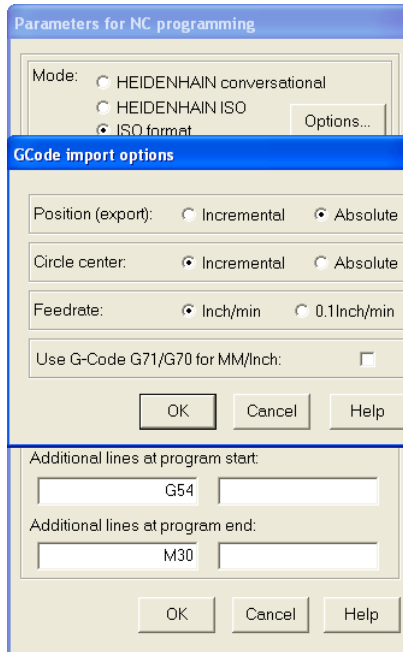 Parameters for NC programming
Mode: HEIDENHAIN conversational
HEIDENHAIN ISO
ISO format Options...
GCode import options
Position (export): Incremental Absolute
Circle center: Incremental Absolute
Feedrate: Inch/min 0.1Inch/min
Use G-Code G71/G70 for MM/Inch:
OK Cancel Help
Additional lines at program start:
G54
Additional lines at program end:
M30
OK Cancel Help